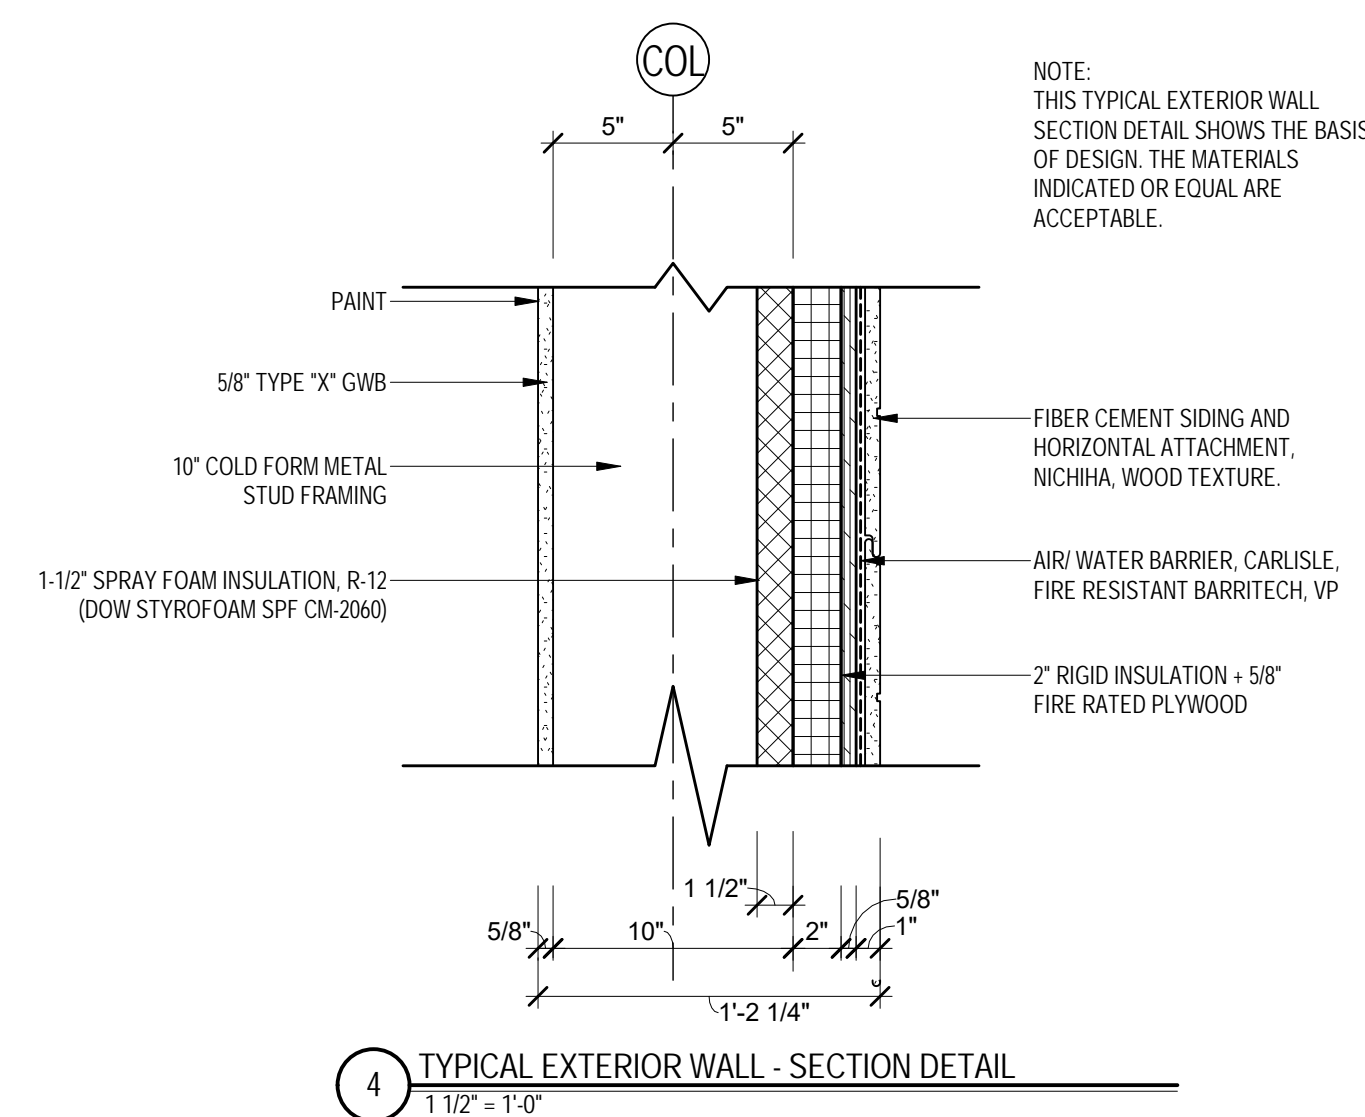 COL
5"
5"
NOTE:
THIS TYPICAL EXTERIOR WALL
SECTION DETAIL SHOWS THE BASIS
OF DESIGN. THE MATERIALS
INDICATED OR EQUAL ARE
ACCEPTABLE.
PAINT
5/8" TYPE "X" GWB
10" COLD FORM METAL
STUD FRAMING
1-1/2" SPRAY FOAM INSULATION, R-12
(DOW STYROFOAM SPF CM-2060)
FIBER CEMENT SIDING AND
HORIZONTAL ATTACHMENT,
NICHIHA, WOOD TEXTURE.
AIR/ WATER BARRIER, CARLISLE,
FIRE RESISTANT BARRITECH, VP
2" RIGID INSULATION + 5/8"
FIRE RATED PLYWOOD
1 1/2"
5/8"
5/8"
10"
2"
1"
1'-2 1/4"
4
TYPICAL EXTERIOR WALL - SECTION DETAIL
1 1/2" = 1'-0"